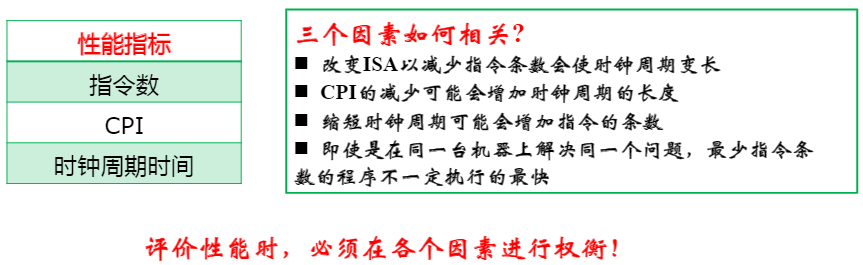 性能指标
指令数
CPI
时钟周期时间
三个因素如何相关?
■ 改变ISA以减少指令条数会使时钟周期变长
■ CPI的减少可能会增加时钟周期的长度
■ 缩短时钟周期可能会增加指令的条数
■ 即使是在同一台机器上解决同一个问题，最少指令条
数的程序不一定执行的最快
评价性能时，必须在各个因素进行权衡!